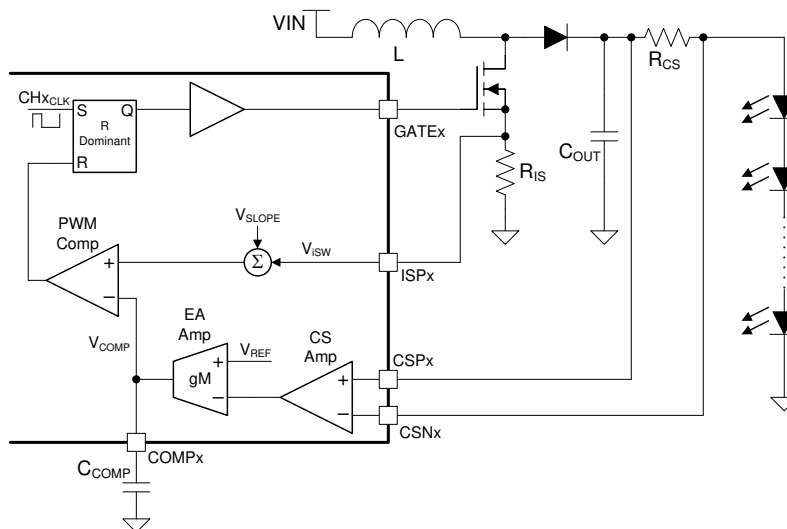 VIN
L
R_CS
CHx_CLK
S Q
R
Dominant
R
GATEx
C_OUT
R_IS
PWM
Comp
V_SLOPE
Σ
V_iSW
ISPx
+
−
EA
Amp
V_COMP
V_REF
CS
Amp
+
gM
−
+
−
CSPx
CSNx
COMPx
C_COMP